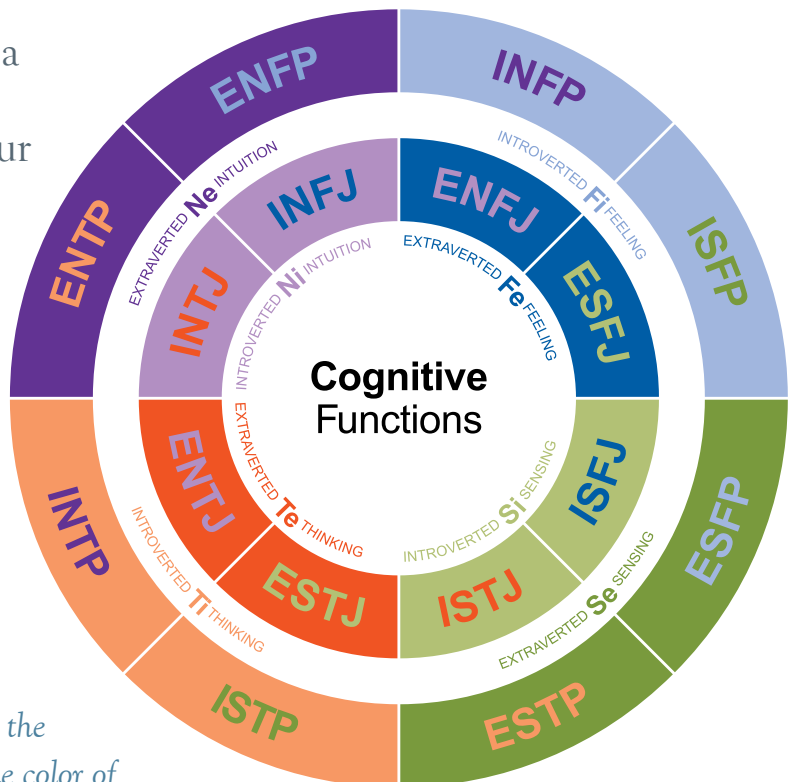 a
ur
ENFP
INFP
ENTP
ISFP
EXTRAVERTED Ne INTUITION
INTROVERTED Fi FEELING
INFJ
ENFJ
INTJ
ESFJ
INTROVERTED Ni INTUITION
EXTRAVERTED Fe FEELING
Cognitive
Functions
EXTRAVERTED Te THINKING
INTROVERTED Si SENSING
ENTJ
ISFJ
ESTJ
ISTJ
INTROVERTED Ti THINKING
EXTRAVERTED Se SENSING
INTP
ESFP
ISTP
ESTP
the
e color of